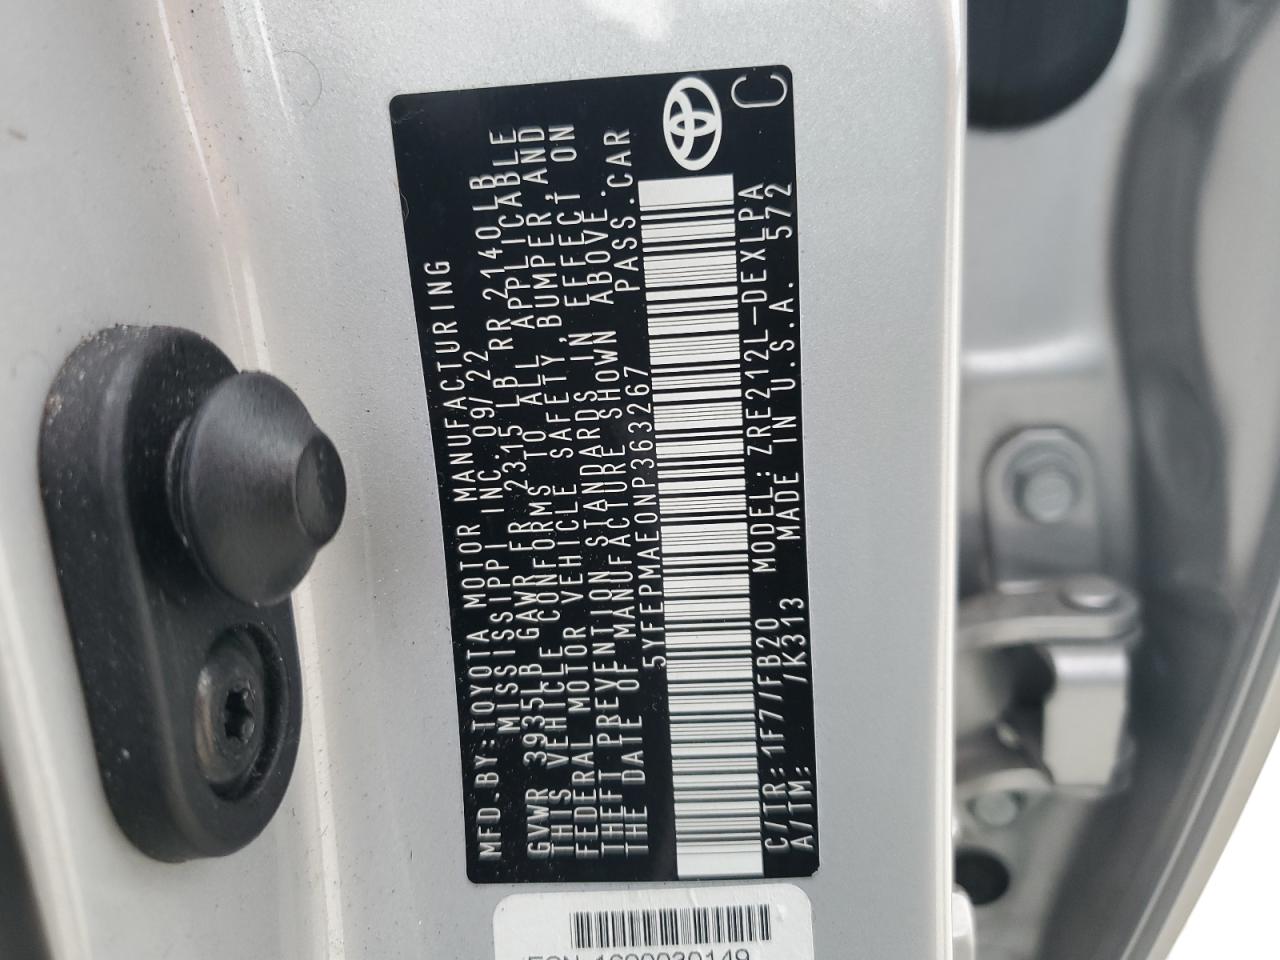 MFD.BY:TOYOTA MOTOR MANUFACTURING
MISSISSIPPI INC. 09/22
GVWR 3935LB GAWR FR 2315LB RR 2140LB
THIS VEHICLE CONFORMS TO ALL APPLICABLE
FEDERAL MOTOR VEHICLE SAFETY,BUMPER,AND
THEFT PREVENTION STANDARDS IN EFFECT ON
THE DATE OF MANUFACTURE SHOWN ABOVE.
5YFEPMAE0NP363267 PASS.CAR
C/TR:1F7/FB20 MODEL:ZRE212L-DEXLPA
A/TM: /K313 MADE IN U.S.A. 572
C
1600030149